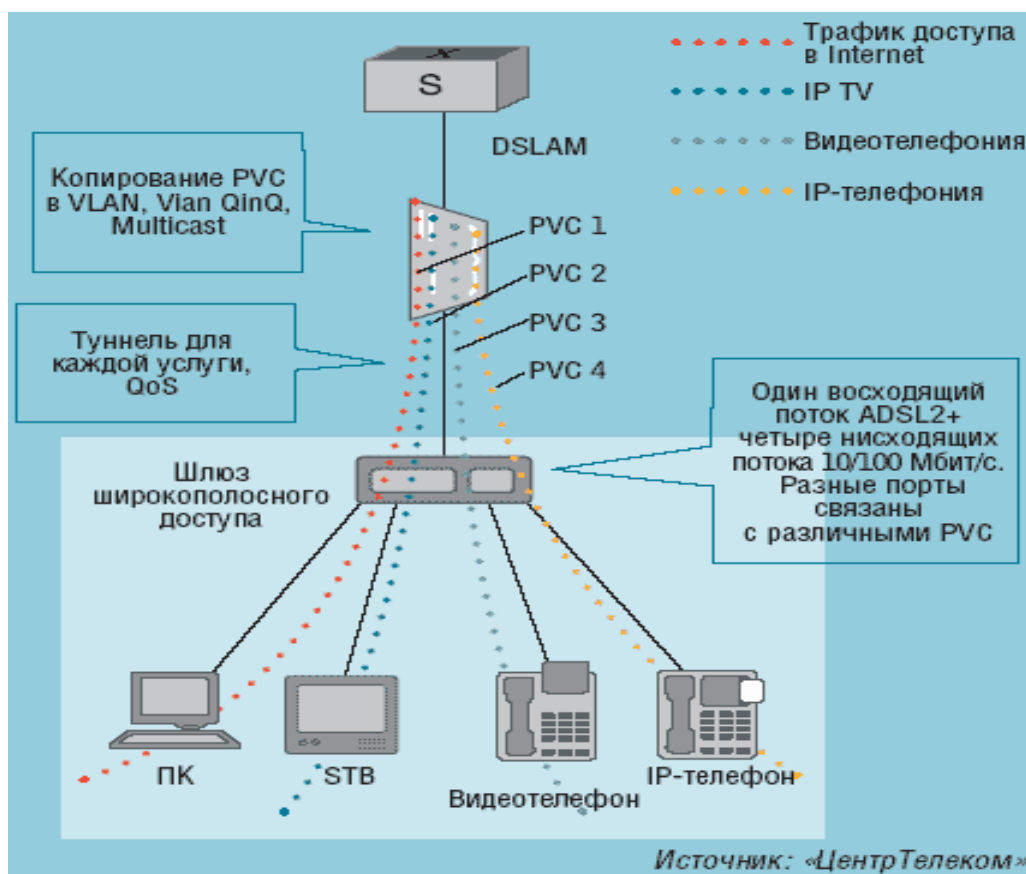 Трафик доступа
в Internet
IP TV
Видеотелефония
IP-телефония
X
S
DSLAM
Копирование PVC
в VLAN, Vlan QinQ,
Multicast
PVC 1
PVC 2
PVC 3
PVC 4
Туннель для
каждой услуги,
QoS
Один восходящий
поток ADSL2+
четыре нисходящих
потока 10/100 Мбит/с.
Разные порты
связаны
с различными PVC
Шлюз
широкополосного
доступа
ПК
STB
Видеотелефон
IP-телефон
Источник: «ЦентрТелеком»